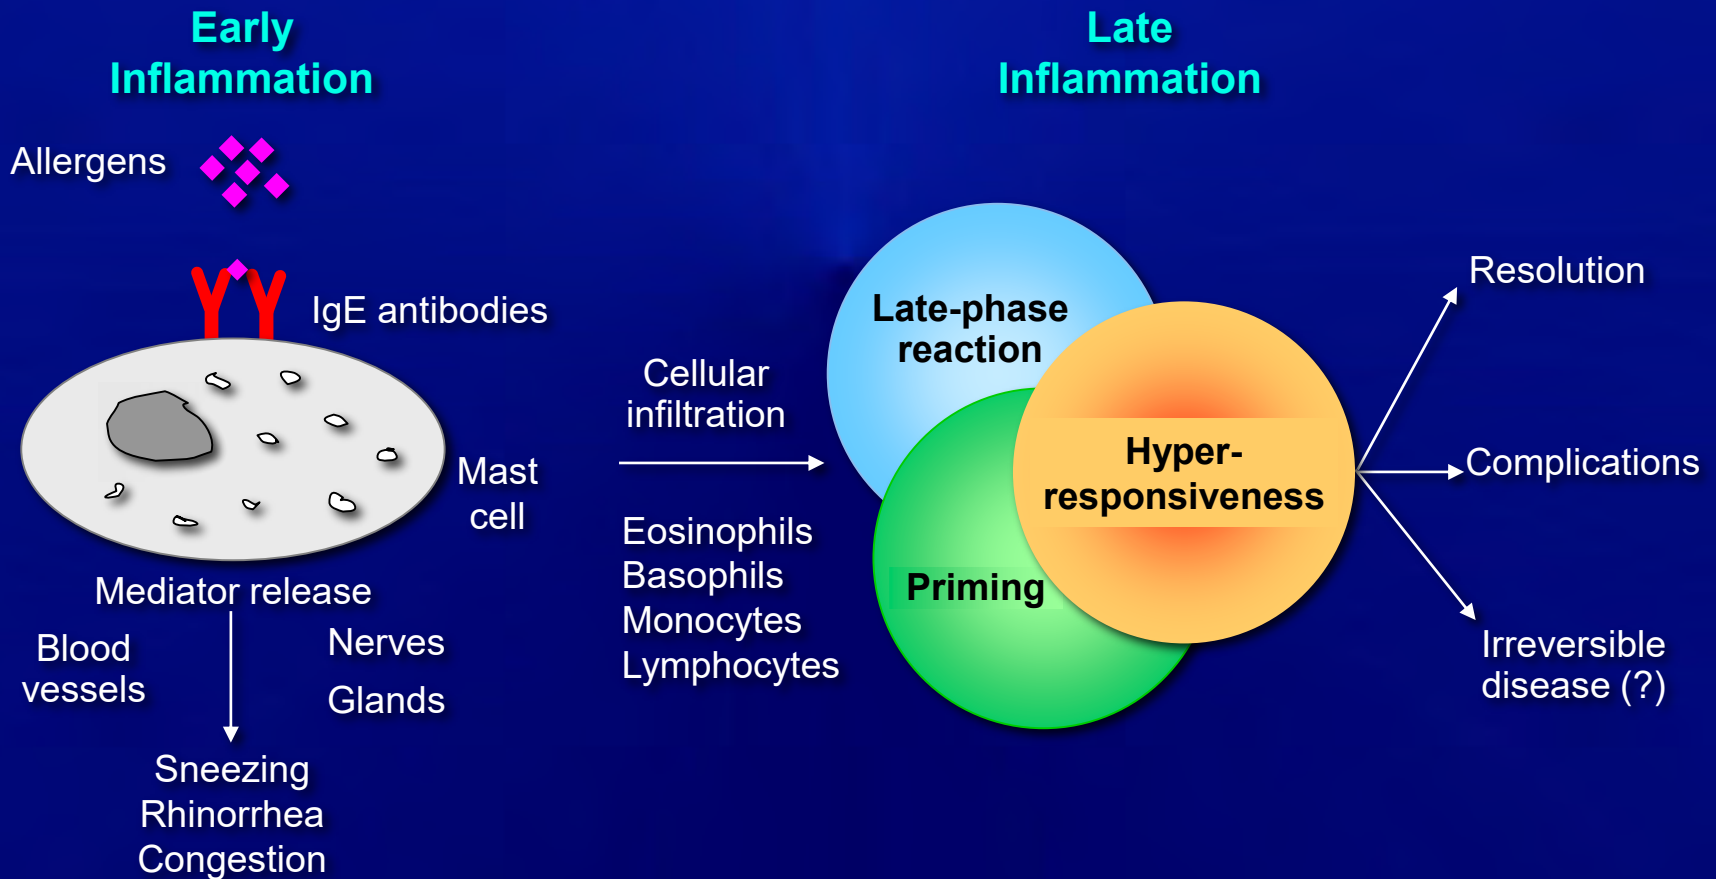 Early
Inflammation
Allergens
IgE antibodies
Mast
cell
Mediator release
Blood
vessels
Nerves
Glands
Sneezing
Rhinorrhea
Congestion
Cellular
infiltration
Eosinophils
Basophils
Monocytes
Lymphocytes
Late
Inflammation
Late-phase
reaction
Hyper-
responsiveness
Priming
Resolution
Complications
Irreversible
disease (?)